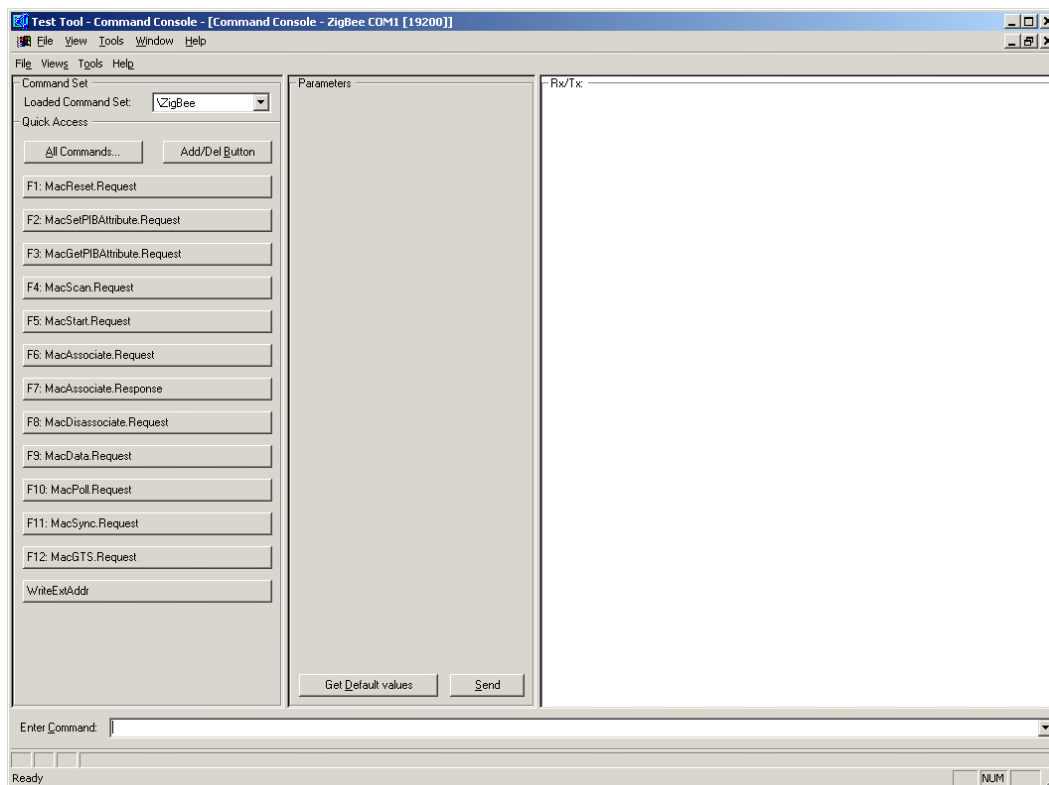 Test Tool - Command Console - [Command Console - ZigBee COM1 [19200]]
File View Tools Window Help
File Views Tools Help
Command Set
Loaded Command Set: \ZigBee
Quick Access
All Commands... Add/Del Button
F1: MacReset.Request
F2: MacSetPIBAttribute.Request
F3: MacGetPIBAttribute.Request
F4: MacScan.Request
F5: MacStart.Request
F6: MacAssociate.Request
F7: MacAssociate.Response
F8: MacDisassociate.Request
F9: MacData.Request
F10: MacPoll.Request
F11: MacSync.Request
F12: MacGTS.Request
WriteExtAddr
Parameters
Get Default values Send
Rx/Tx:
Enter Command:
Ready NUM